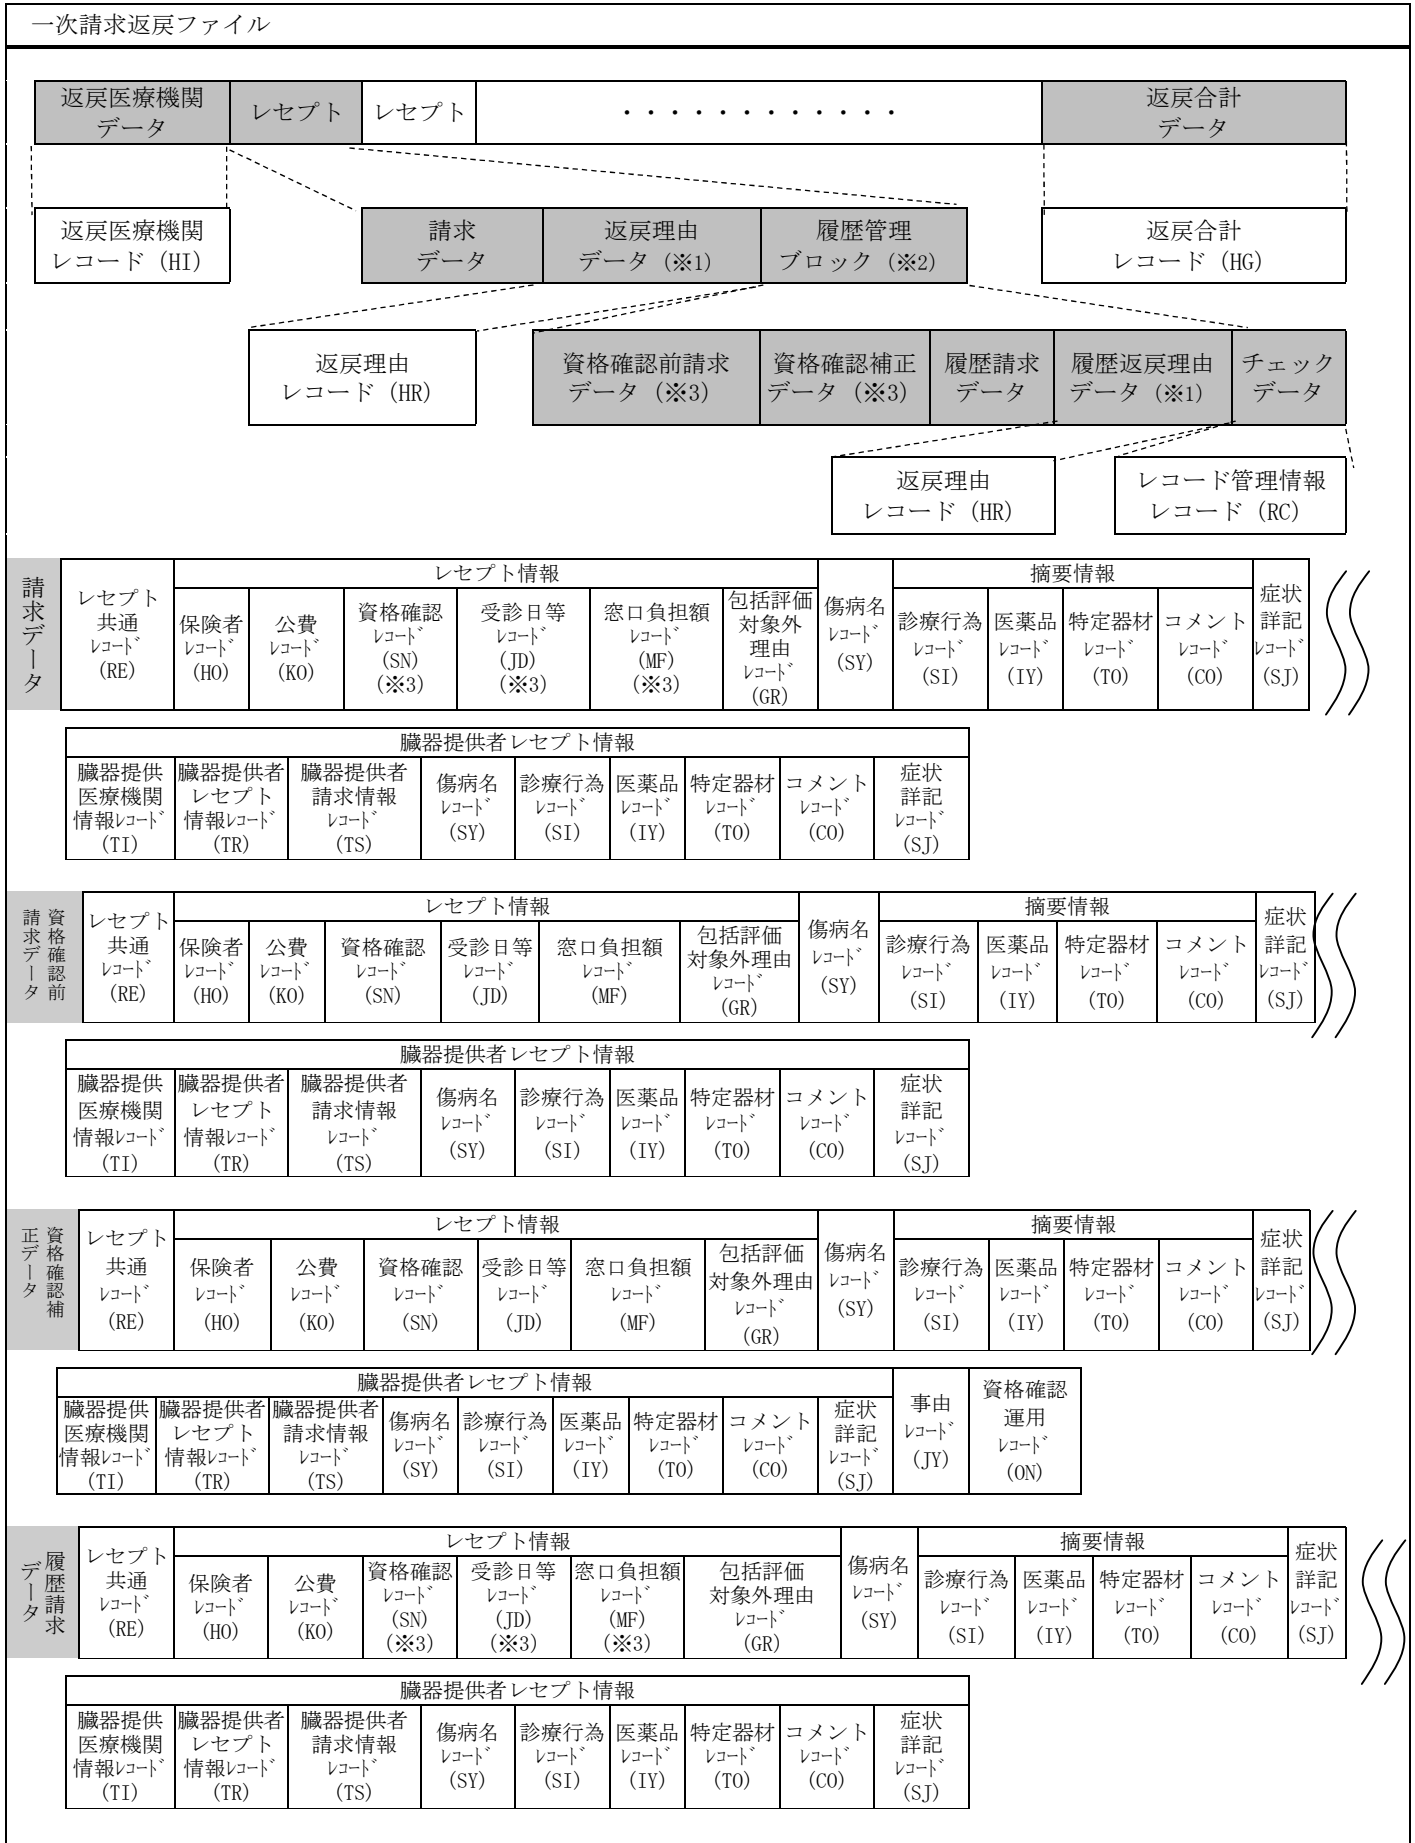 一次請求返戻ファイル
返戻医療機関
データ
レセプト
レセプト
・・・・・・・・・・・・
返戻合計
データ
返戻医療機関
レコード（HI）
請求
データ
返戻理由
データ（※1）
履歴管理
ブロック（※2）
返戻合計
レコード（HG）
返戻理由
レコード（HR）
資格確認前請求
データ（※3）
資格確認補正
データ（※3）
履歴請求
データ
履歴返戻理由
データ（※1）
チェック
データ
返戻理由
レコード（HR）
レコード管理情報
レコード（RC）
請求データ
レセプト
共通
ﾚｺｰﾄﾞ
(RE)
レセプト情報
保険者
ﾚｺｰﾄﾞ
(HO)
公費
ﾚｺｰﾄﾞ
(KO)
資格確認
ﾚｺｰﾄﾞ
(SN)
(※3)
受診日等
ﾚｺｰﾄﾞ
(JD)
(※3)
窓口負担額
ﾚｺｰﾄﾞ
(MF)
(※3)
包括評価
対象外
理由
ﾚｺｰﾄﾞ
(GR)
傷病名
ﾚｺｰﾄﾞ
(SY)
摘要情報
診療行為
ﾚｺｰﾄﾞ
(SI)
医薬品
ﾚｺｰﾄﾞ
(IY)
特定器材
ﾚｺｰﾄﾞ
(TO)
コメント
ﾚｺｰﾄﾞ
(CO)
症状
詳記
ﾚｺｰﾄﾞ
(SJ)
臓器提供者レセプト情報
臓器提供
医療機関
情報ﾚｺｰﾄﾞ
(TI)
臓器提供者
レセプト
情報ﾚｺｰﾄﾞ
(TR)
臓器提供者
請求情報
ﾚｺｰﾄﾞ
(TS)
傷病名
ﾚｺｰﾄﾞ
(SY)
診療行為
ﾚｺｰﾄﾞ
(SI)
医薬品
ﾚｺｰﾄﾞ
(IY)
特定器材
ﾚｺｰﾄﾞ
(TO)
コメント
ﾚｺｰﾄﾞ
(CO)
症状
詳記
ﾚｺｰﾄﾞ
(SJ)
資格確認前
請求データ
レセプト
共通
ﾚｺｰﾄﾞ
(RE)
レセプト情報
保険者
ﾚｺｰﾄﾞ
(HO)
公費
ﾚｺｰﾄﾞ
(KO)
資格確認
ﾚｺｰﾄﾞ
(SN)
受診日等
ﾚｺｰﾄﾞ
(JD)
窓口負担額
ﾚｺｰﾄﾞ
(MF)
包括評価
対象外理由
ﾚｺｰﾄﾞ
(GR)
傷病名
ﾚｺｰﾄﾞ
(SY)
摘要情報
診療行為
ﾚｺｰﾄﾞ
(SI)
医薬品
ﾚｺｰﾄﾞ
(IY)
特定器材
ﾚｺｰﾄﾞ
(TO)
コメント
ﾚｺｰﾄﾞ
(CO)
症状
詳記
ﾚｺｰﾄﾞ
(SJ)
臓器提供者レセプト情報
臓器提供
医療機関
情報ﾚｺｰﾄﾞ
(TI)
臓器提供者
レセプト
情報ﾚｺｰﾄﾞ
(TR)
臓器提供者
請求情報
ﾚｺｰﾄﾞ
(TS)
傷病名
ﾚｺｰﾄﾞ
(SY)
診療行為
ﾚｺｰﾄﾞ
(SI)
医薬品
ﾚｺｰﾄﾞ
(IY)
特定器材
ﾚｺｰﾄﾞ
(TO)
コメント
ﾚｺｰﾄﾞ
(CO)
症状
詳記
ﾚｺｰﾄﾞ
(SJ)
資格確認補
正データ
レセプト
共通
ﾚｺｰﾄﾞ
(RE)
レセプト情報
保険者
ﾚｺｰﾄﾞ
(HO)
公費
ﾚｺｰﾄﾞ
(KO)
資格確認
ﾚｺｰﾄﾞ
(SN)
受診日等
ﾚｺｰﾄﾞ
(JD)
窓口負担額
ﾚｺｰﾄﾞ
(MF)
包括評価
対象外理由
ﾚｺｰﾄﾞ
(GR)
傷病名
ﾚｺｰﾄﾞ
(SY)
摘要情報
診療行為
ﾚｺｰﾄﾞ
(SI)
医薬品
ﾚｺｰﾄﾞ
(IY)
特定器材
ﾚｺｰﾄﾞ
(TO)
コメント
ﾚｺｰﾄﾞ
(CO)
症状
詳記
ﾚｺｰﾄﾞ
(SJ)
臓器提供者レセプト情報
臓器提供
医療機関
情報ﾚｺｰﾄﾞ
(TI)
臓器提供者
レセプト
情報ﾚｺｰﾄﾞ
(TR)
臓器提供者
請求情報
ﾚｺｰﾄﾞ
(TS)
傷病名
ﾚｺｰﾄﾞ
(SY)
診療行為
ﾚｺｰﾄﾞ
(SI)
医薬品
ﾚｺｰﾄﾞ
(IY)
特定器材
ﾚｺｰﾄﾞ
(TO)
コメント
ﾚｺｰﾄﾞ
(CO)
症状
詳記
ﾚｺｰﾄﾞ
(SJ)
事由
ﾚｺｰﾄﾞ
(JY)
資格確認
運用
ﾚｺｰﾄﾞ
(ON)
履歴請求
データ
レセプト
共通
ﾚｺｰﾄﾞ
(RE)
レセプト情報
保険者
ﾚｺｰﾄﾞ
(HO)
公費
ﾚｺｰﾄﾞ
(KO)
資格確認
ﾚｺｰﾄﾞ
(SN)
(※3)
受診日等
ﾚｺｰﾄﾞ
(JD)
(※3)
窓口負担額
ﾚｺｰﾄﾞ
(MF)
(※3)
包括評価
対象外理由
ﾚｺｰﾄﾞ
(GR)
傷病名
ﾚｺｰﾄﾞ
(SY)
摘要情報
診療行為
ﾚｺｰﾄﾞ
(SI)
医薬品
ﾚｺｰﾄﾞ
(IY)
特定器材
ﾚｺｰﾄﾞ
(TO)
コメント
ﾚｺｰﾄﾞ
(CO)
症状
詳記
ﾚｺｰﾄﾞ
(SJ)
臓器提供者レセプト情報
臓器提供
医療機関
情報ﾚｺｰﾄﾞ
(TI)
臓器提供者
レセプト
情報ﾚｺｰﾄﾞ
(TR)
臓器提供者
請求情報
ﾚｺｰﾄﾞ
(TS)
傷病名
ﾚｺｰﾄﾞ
(SY)
診療行為
ﾚｺｰﾄﾞ
(SI)
医薬品
ﾚｺｰﾄﾞ
(IY)
特定器材
ﾚｺｰﾄﾞ
(TO)
コメント
ﾚｺｰﾄﾞ
(CO)
症状
詳記
ﾚｺｰﾄﾞ
(SJ)